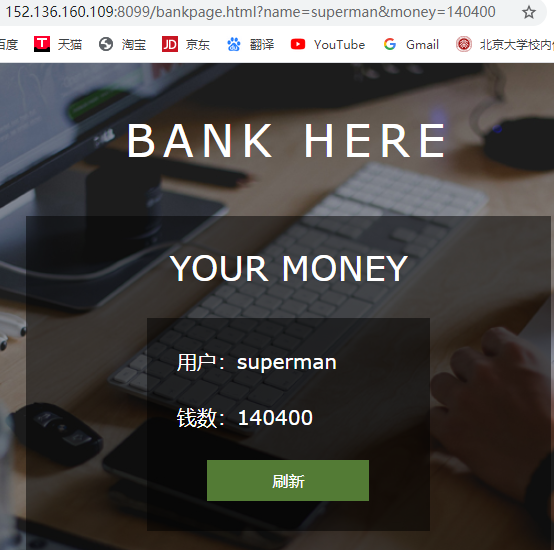 152.136.160.109:8099/bankpage.html?name=superman&money=140400
百度 T 天猫 淘宝 JD 京东 翻译 YouTube G Gmail 北京大学校内
BANK HERE
YOUR MONEY
用户：superman
钱数：140400
刷新